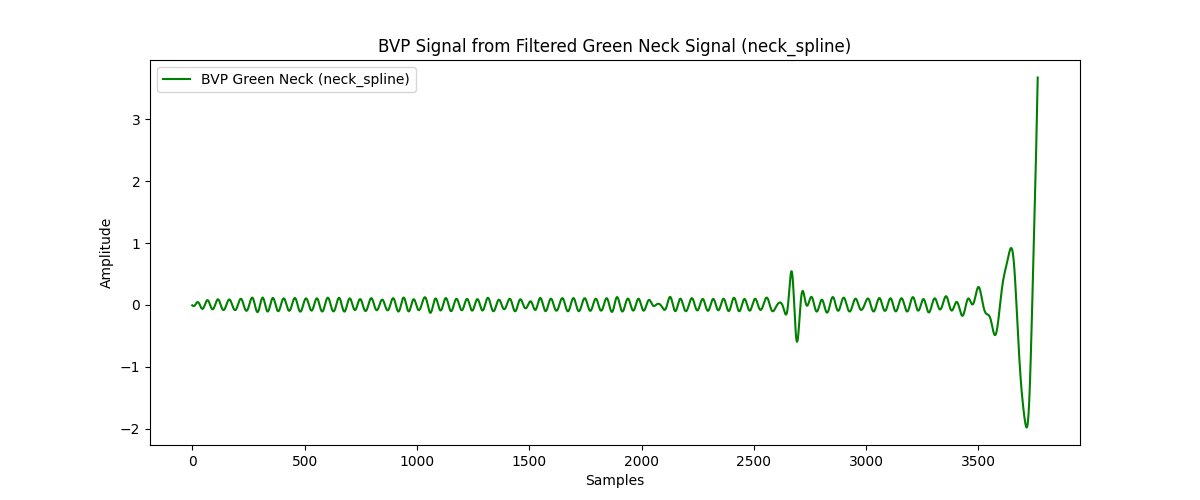 BVP Signal from Filtered Green Neck Signal (neck_spline)
BVP Green Neck (neck_spline)
Amplitude
3
2
1
0
−1
−2
0 500 1000 1500 2000 2500 3000 3500
Samples